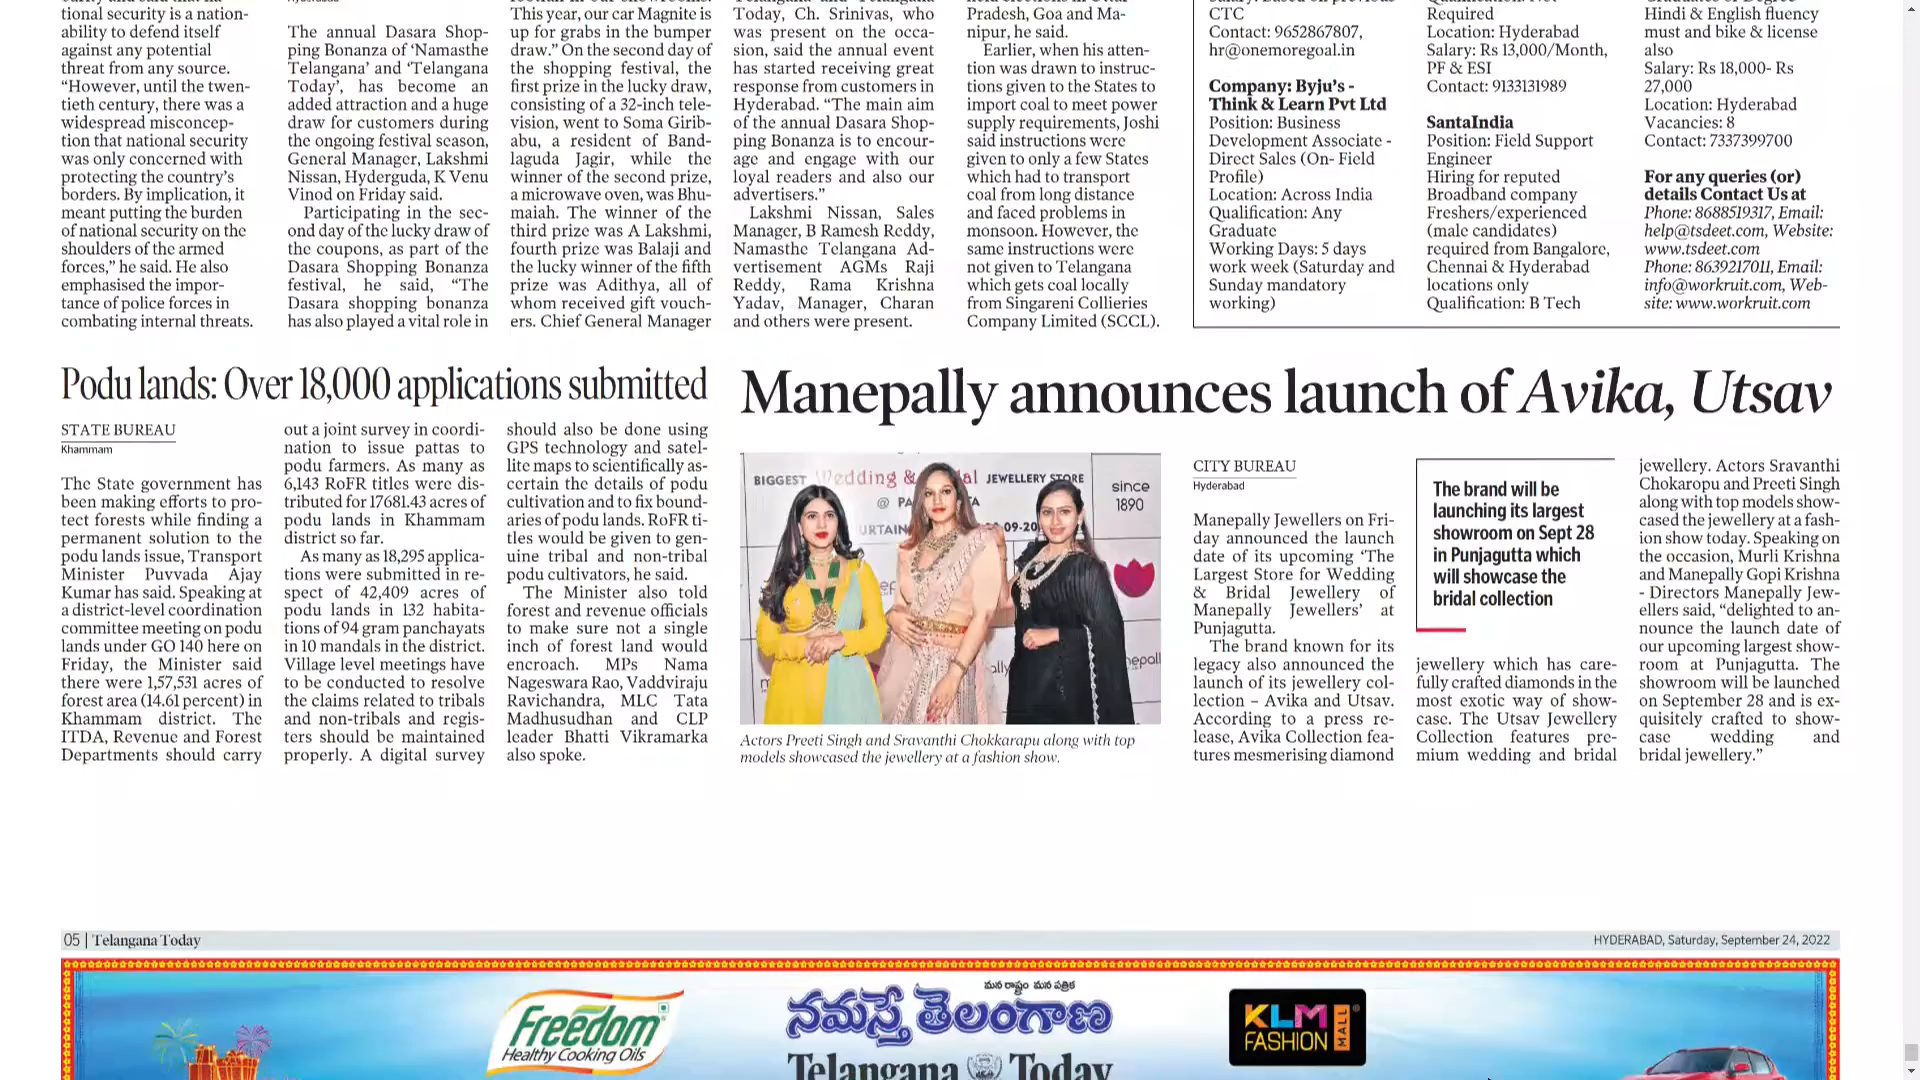 tional security is a nation-
ability to defend itself
against any potential
threat from any source.
“However, until the twen-
tieth century, there was a
widespread misconcep-
tion that national security
was only concerned with
protecting the country’s
borders. By implication, it
meant putting the burden
of national security on the
shoulders of the armed
forces,” he said. He also
emphasised the impor-
tance of police forces in
combating internal threats.
The annual Dasara Shop-
ping Bonanza of ‘Namasthe
Telangana’ and ‘Telangana
Today’, has become an
added attraction and a huge
draw for customers during
the ongoing festival season,
General Manager, Lakshmi
Nissan, Hyderguda, K Venu
Vinod on Friday said.
Participating in the sec-
ond day of the lucky draw of
the coupons, as part of the
Dasara Shopping Bonanza
festival, he said, “The
Dasara shopping bonanza
has also played a vital role in
This year, our car Magnite is
up for grabs in the bumper
draw.” On the second day of
the shopping festival, the
first prize in the lucky draw,
consisting of a 32-inch tele-
vision, went to Soma Girib-
abu, a resident of Band-
laguda Jagir, while the
winner of the second prize,
a microwave oven, was Bhu-
maiah. The winner of the
third prize was A Lakshmi,
fourth prize was Balaji and
the lucky winner of the fifth
prize was Adithya, all of
whom received gift vouch-
ers. Chief General Manager
Today, Ch. Srinivas, who
was present on the occa-
sion, said the annual event
has started receiving great
response from customers in
Hyderabad. “The main aim
of the annual Dasara Shop-
ping Bonanza is to encour-
age and engage with our
loyal readers and also our
advertisers.”
Lakshmi Nissan, Sales
Manager, B Ramesh Reddy,
Namasthe Telangana Ad-
vertisement AGMs Raji
Reddy, Rama Krishna
Yadav, Manager, Charan
and others were present.
Pradesh, Goa and Ma-
nipur, he said.
Earlier, when his atten-
tion was drawn to instruc-
tions given to the States to
import coal to meet power
supply requirements, Joshi
said instructions were
given to only a few States
which had to transport
coal from long distance
and faced problems in
monsoon. However, the
same instructions were
not given to Telangana
which gets coal locally
from Singareni Collieries
Company Limited (SCCL).
CTC
Contact: 9652867807,
hr@onemoregoal.in
Company: Byju’s -
Think & Learn Pvt Ltd
Position: Business
Development Associate -
Direct Sales (On- Field
Profile)
Location: Across India
Qualification: Any
Graduate
Working Days: 5 days
work week (Saturday and
Sunday mandatory
working)
Required
Location: Hyderabad
Salary: Rs 13,000/Month,
PF & ESI
Contact: 9133131989
SantaIndia
Position: Field Support
Engineer
Hiring for reputed
Broadband company
Freshers/experienced
(male candidates)
required from Bangalore,
Chennai & Hyderabad
locations only
Qualification: B Tech
Hindi & English fluency
must and bike & license
also
Salary: Rs 18,000- Rs
27,000
Location: Hyderabad
Vacancies: 8
Contact: 7337399700
For any queries (or)
details Contact Us at
Phone: 8688519317, Email:
help@tsdeet.com, Website:
www.tsdeet.com
Phone: 8639217011, Email:
info@workruit.com, Web-
site: www.workruit.com
Podu lands: Over 18,000 applications submitted
STATE BUREAU
Khammam
The State government has
been making efforts to pro-
tect forests while finding a
permanent solution to the
podu lands issue, Transport
Minister Puvvada Ajay
Kumar has said. Speaking at
a district-level coordination
committee meeting on podu
lands under GO 140 here on
Friday, the Minister said
there were 1,57,531 acres of
forest area (14.61 percent) in
Khammam district. The
ITDA, Revenue and Forest
Departments should carry
out a joint survey in coordi-
nation to issue pattas to
podu farmers. As many as
6,143 RoFR titles were dis-
tributed for 17681.43 acres of
podu lands in Khammam
district so far.
As many as 18,295 applica-
tions were submitted in re-
spect of 42,409 acres of
podu lands in 132 habita-
tions of 94 gram panchayats
in 10 mandals in the district.
Village level meetings have
to be conducted to resolve
the claims related to tribals
and non-tribals and regis-
ters should be maintained
properly. A digital survey
should also be done using
GPS technology and satel-
lite maps to scientifically as-
certain the details of podu
cultivation and to fix bound-
aries of podu lands. RoFR ti-
tles would be given to gen-
uine tribal and non-tribal
podu cultivators, he said.
The Minister also told
forest and revenue officials
to make sure not a single
inch of forest land would
encroach. MPs Nama
Nageswara Rao, Vaddviraju
Ravichandra, MLC Tata
Madhusudhan and CLP
leader Bhatti Vikramarka
also spoke.
Manepally announces launch of Avika, Utsav
BIGGEST Wedding & JEWELLERY STORE
since
1890
Actors Preeti Singh and Sravanthi Chokkarapu along with top
models showcased the jewellery at a fashion show.
CITY BUREAU
Hyderabad
Manepally Jewellers on Fri-
day announced the launch
date of its upcoming ‘The
Largest Store for Wedding
& Bridal Jewellery of
Manepally Jewellers’ at
Punjagutta.
The brand known for its
legacy also announced the
launch of its jewellery col-
lection – Avika and Utsav.
According to a press re-
lease, Avika Collection fea-
tures mesmerising diamond
The brand will be
launching its largest
showroom on Sept 28
in Punjagutta which
will showcase the
bridal collection
jewellery which has care-
fully crafted diamonds in the
most exotic way of show-
case. The Utsav Jewellery
Collection features pre-
mium wedding and bridal
jewellery. Actors Sravanthi
Chokaropu and Preeti Singh
along with top models show-
cased the jewellery at a fash-
ion show today. Speaking on
the occasion, Murli Krishna
and Manepally Gopi Krishna
- Directors Manepally Jew-
ellers said, “delighted to an-
nounce the launch date of
our upcoming largest show-
room at Punjagutta. The
showroom will be launched
on September 28 and is ex-
quisitely crafted to show-
case wedding and
bridal jewellery.”
05 | Telangana Today
HYDERABAD, Saturday, September 24, 2022
Freedom
Healthy Cooking Oils
మన రాష్ట్రం మన పత్రిక
నమస్తే తెలంగాణ
Telangana Today
KLM
FASHION
MALL